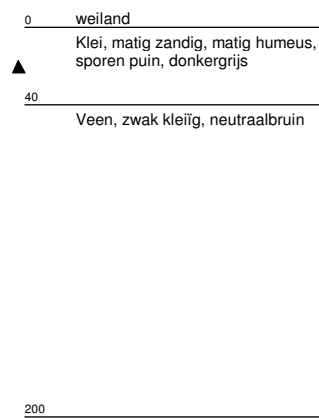 0 weiland
Klei, matig zandig, matig humeus,
sporen puin, donkergrijs
40
Veen, zwak kleiïg, neutraalbruin
200